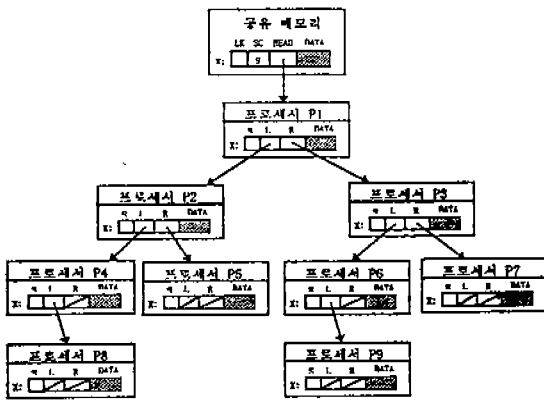 공유 메모리
LK SC HEAD DATA
X: 9
프로세서 P1
L R DATA
X:
프로세서 P2
L R DATA
X:
프로세서 P3
L R DATA
X:
프로세서 P4
L R DATA
X:
프로세서 P5
L R DATA
X:
프로세서 P6
L R DATA
X:
프로세서 P7
L R DATA
X:
프로세서 P8
L R DATA
X:
프로세서 P9
L R DATA
X: